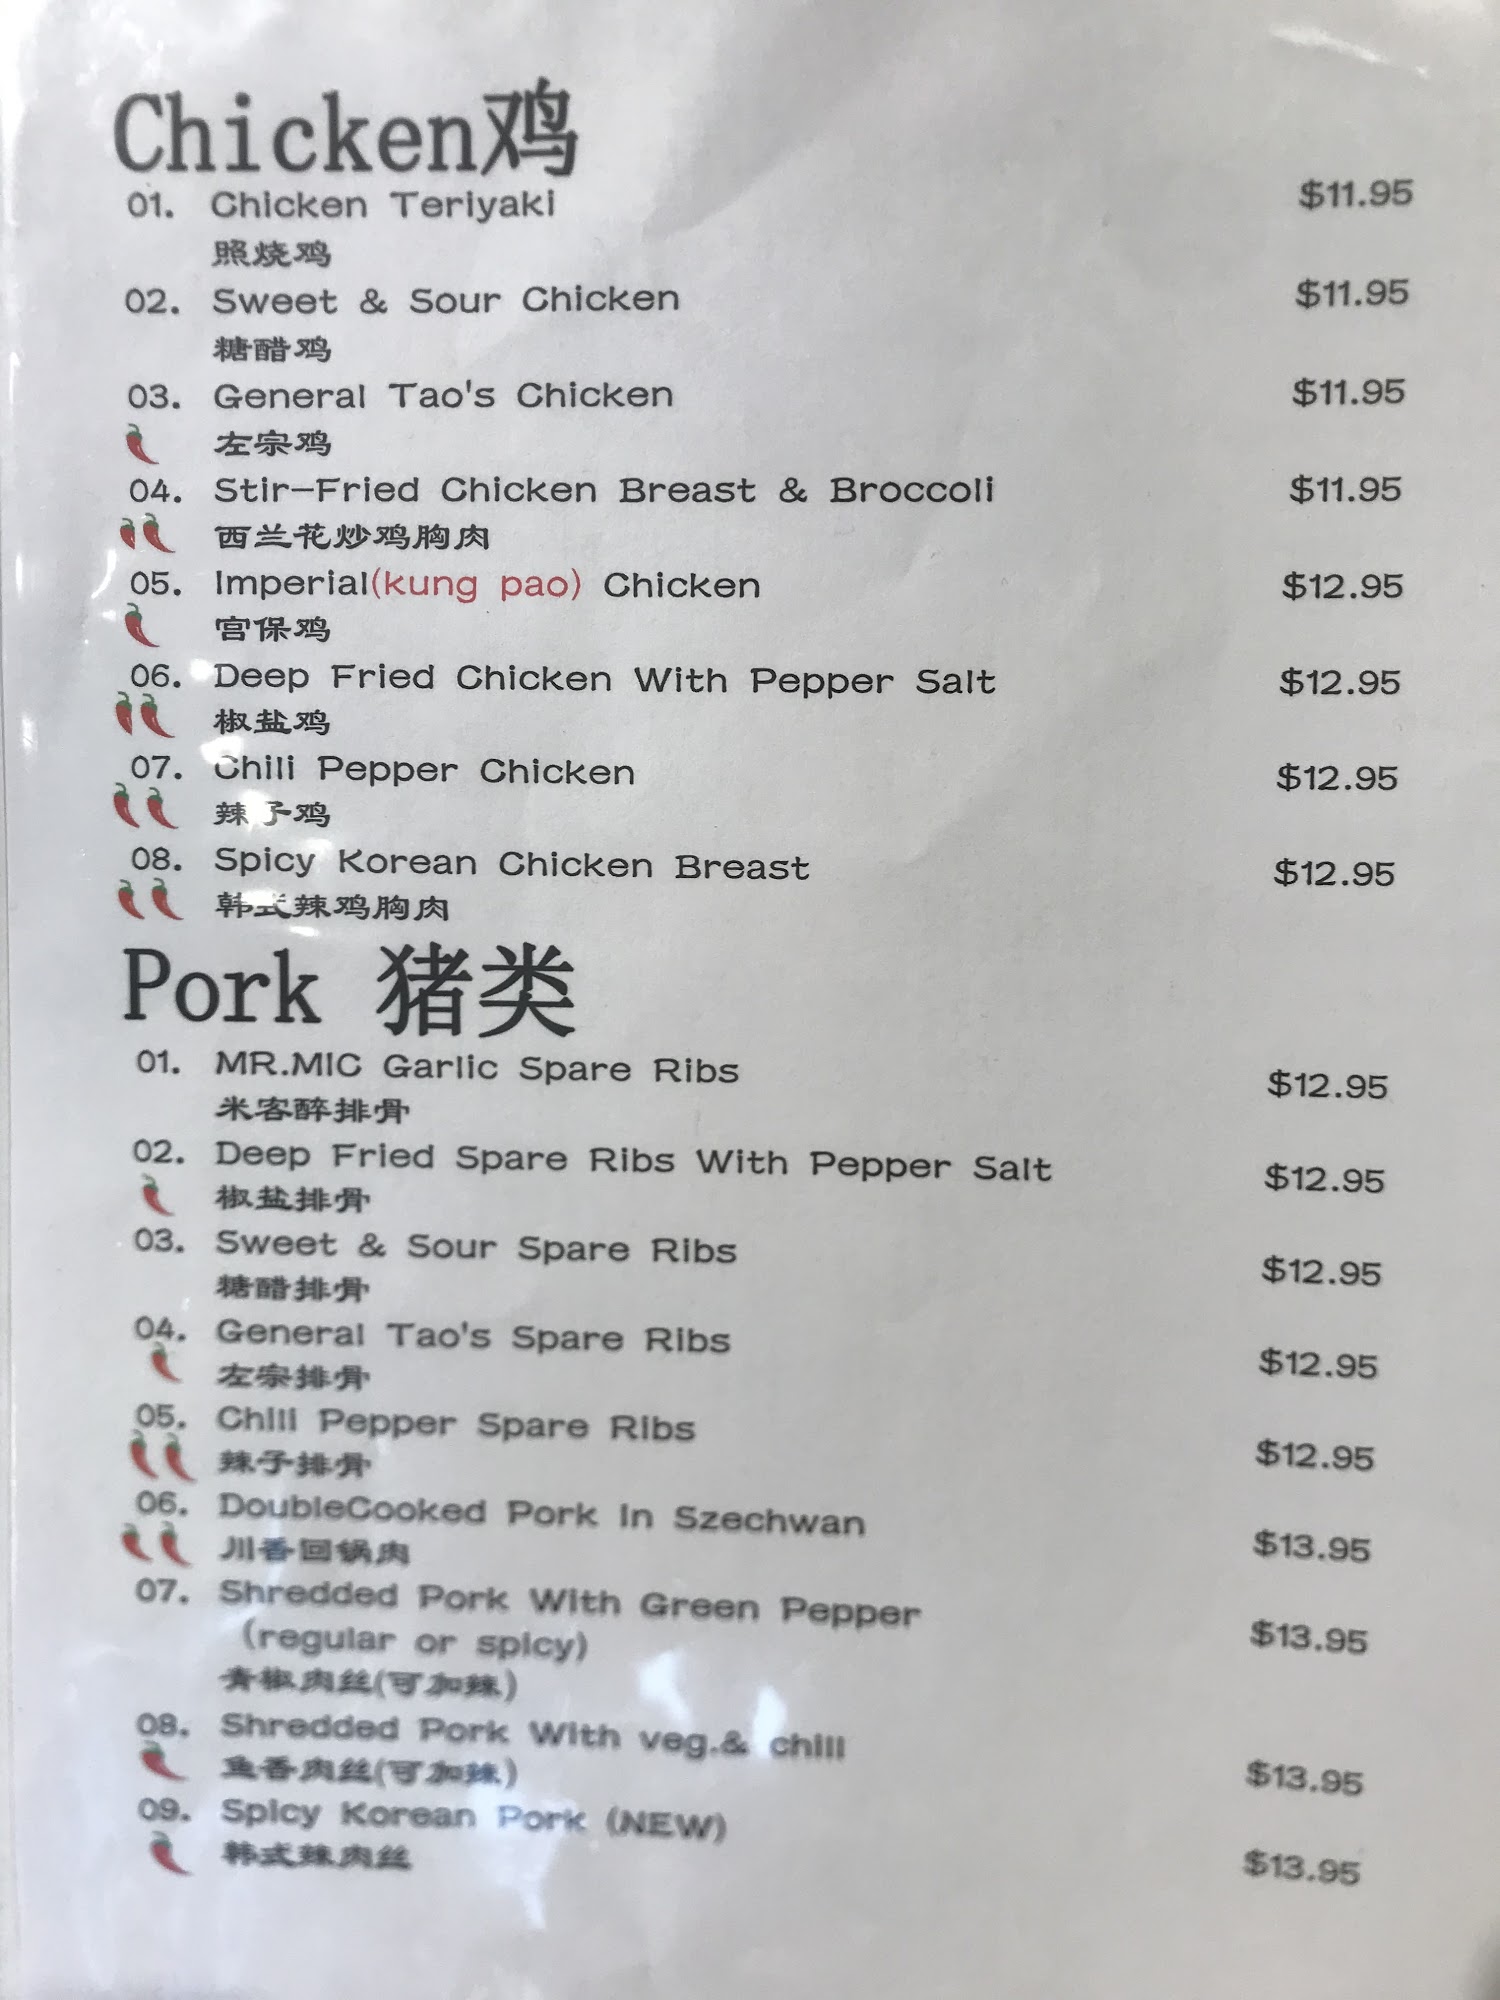 Chicken鸡
01. Chicken Teriyaki $11.95
照烧鸡
02. Sweet & Sour Chicken $11.95
糖醋鸡
03. General Tao's Chicken $11.95
左宗鸡
04. Stir-Fried Chicken Breast & Broccoli $11.95
西兰花炒鸡胸肉
05. Imperial(kung pao) Chicken $12.95
宫保鸡
06. Deep Fried Chicken With Pepper Salt $12.95
椒盐鸡
07. Chili Pepper Chicken $12.95
辣子鸡
08. Spicy Korean Chicken Breast $12.95
韩式辣鸡胸肉
Pork 猪类
01. MR.MIC Garlic Spare Ribs $12.95
米客醉排骨
02. Deep Fried Spare Ribs With Pepper Salt $12.95
椒盐排骨
03. Sweet & Sour Spare Ribs $12.95
糖醋排骨
04. General Tao's Spare Ribs $12.95
左宗排骨
05. Chili Pepper Spare Ribs $12.95
辣子排骨
06. DoubleCooked Pork In Szechwan $13.95
川香回锅肉
07. Shredded Pork With Green Pepper $13.95
(regular or spicy)
青椒肉丝(可加辣)
08. Shredded Pork With veg.& chili $13.95
鱼香肉丝(可加辣)
09. Spicy Korean Pork (NEW) $13.95
韩式辣肉丝